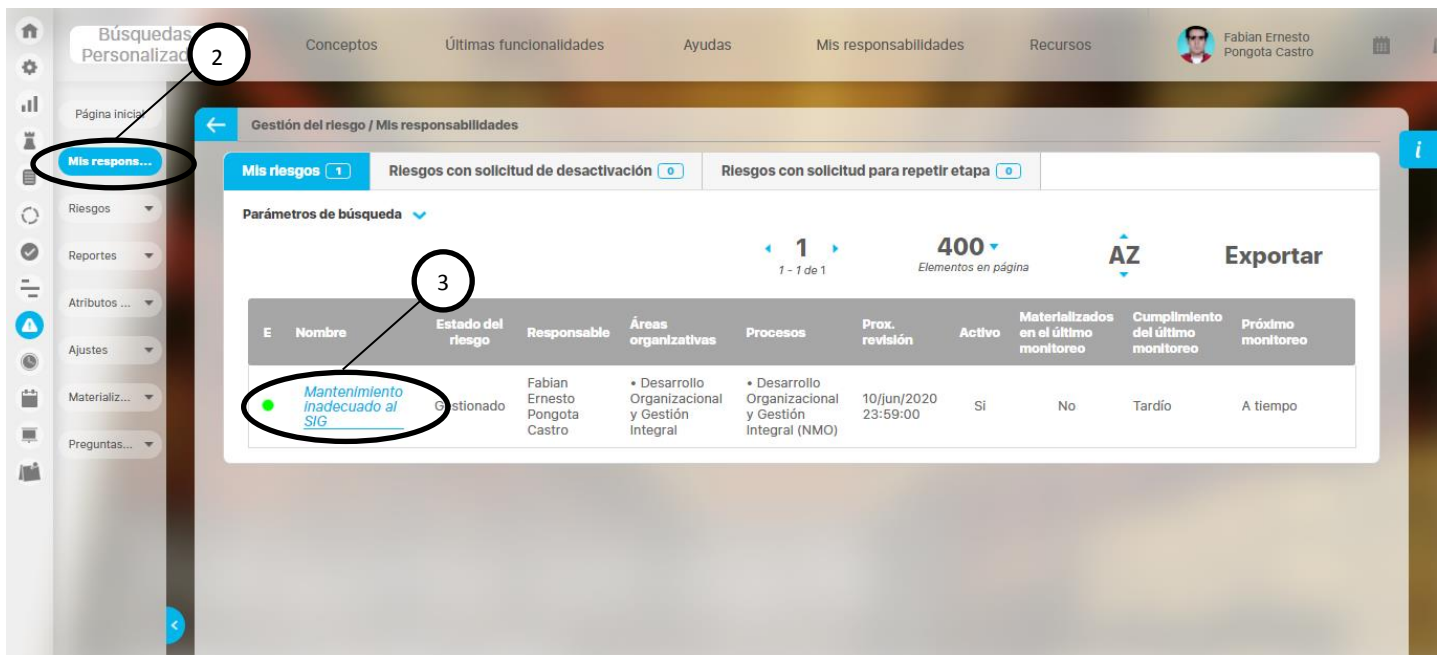 Búsquedas
Personalizad
Conceptos
Últimas funcionalidades
Ayudas
Mis responsabilidades
Recursos
Fabian Ernesto
Pongota Castro
2
Página inicial
Mis respons...
Riesgos
Reportes
Atributos ...
Ajustes
Materializ...
Preguntas...
Gestión del riesgo / Mis responsabilidades
i
Mis riesgos 1
Riesgos con solicitud de desactivación 0
Riesgos con solicitud para repetir etapa 0
Parámetros de búsqueda
1
1 - 1 de 1
400
Elementos en página
AZ
Exportar
3
E
Nombre
Estado del
riesgo
Responsable
Áreas
organizativas
Procesos
Prox.
revisión
Activo
Materializados
en el último
monitoreo
Cumplimiento
del último
monitoreo
Próximo
monitoreo
Mantenimiento
inadecuado al
SIG
Gestionado
Fabian
Ernesto
Pongota
Castro
• Desarrollo
Organizacional
y Gestión
Integral
• Desarrollo
Organizacional
y Gestión
Integral (NMO)
10/jun/2020
23:59:00
Si
No
Tardío
A tiempo